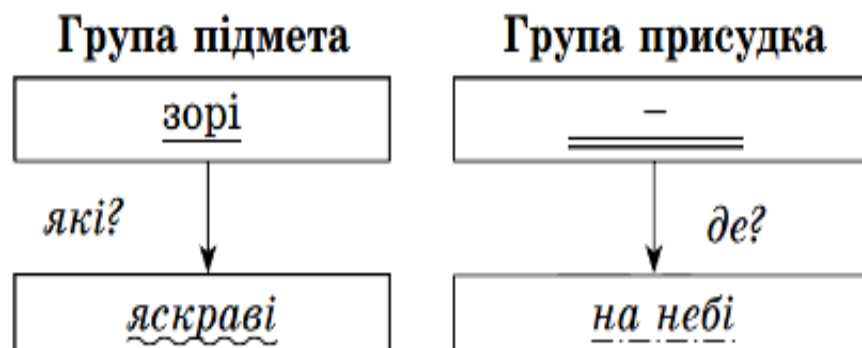 Група підмета
Група присудка
зорі
–
які?
де?
яскраві
на небі